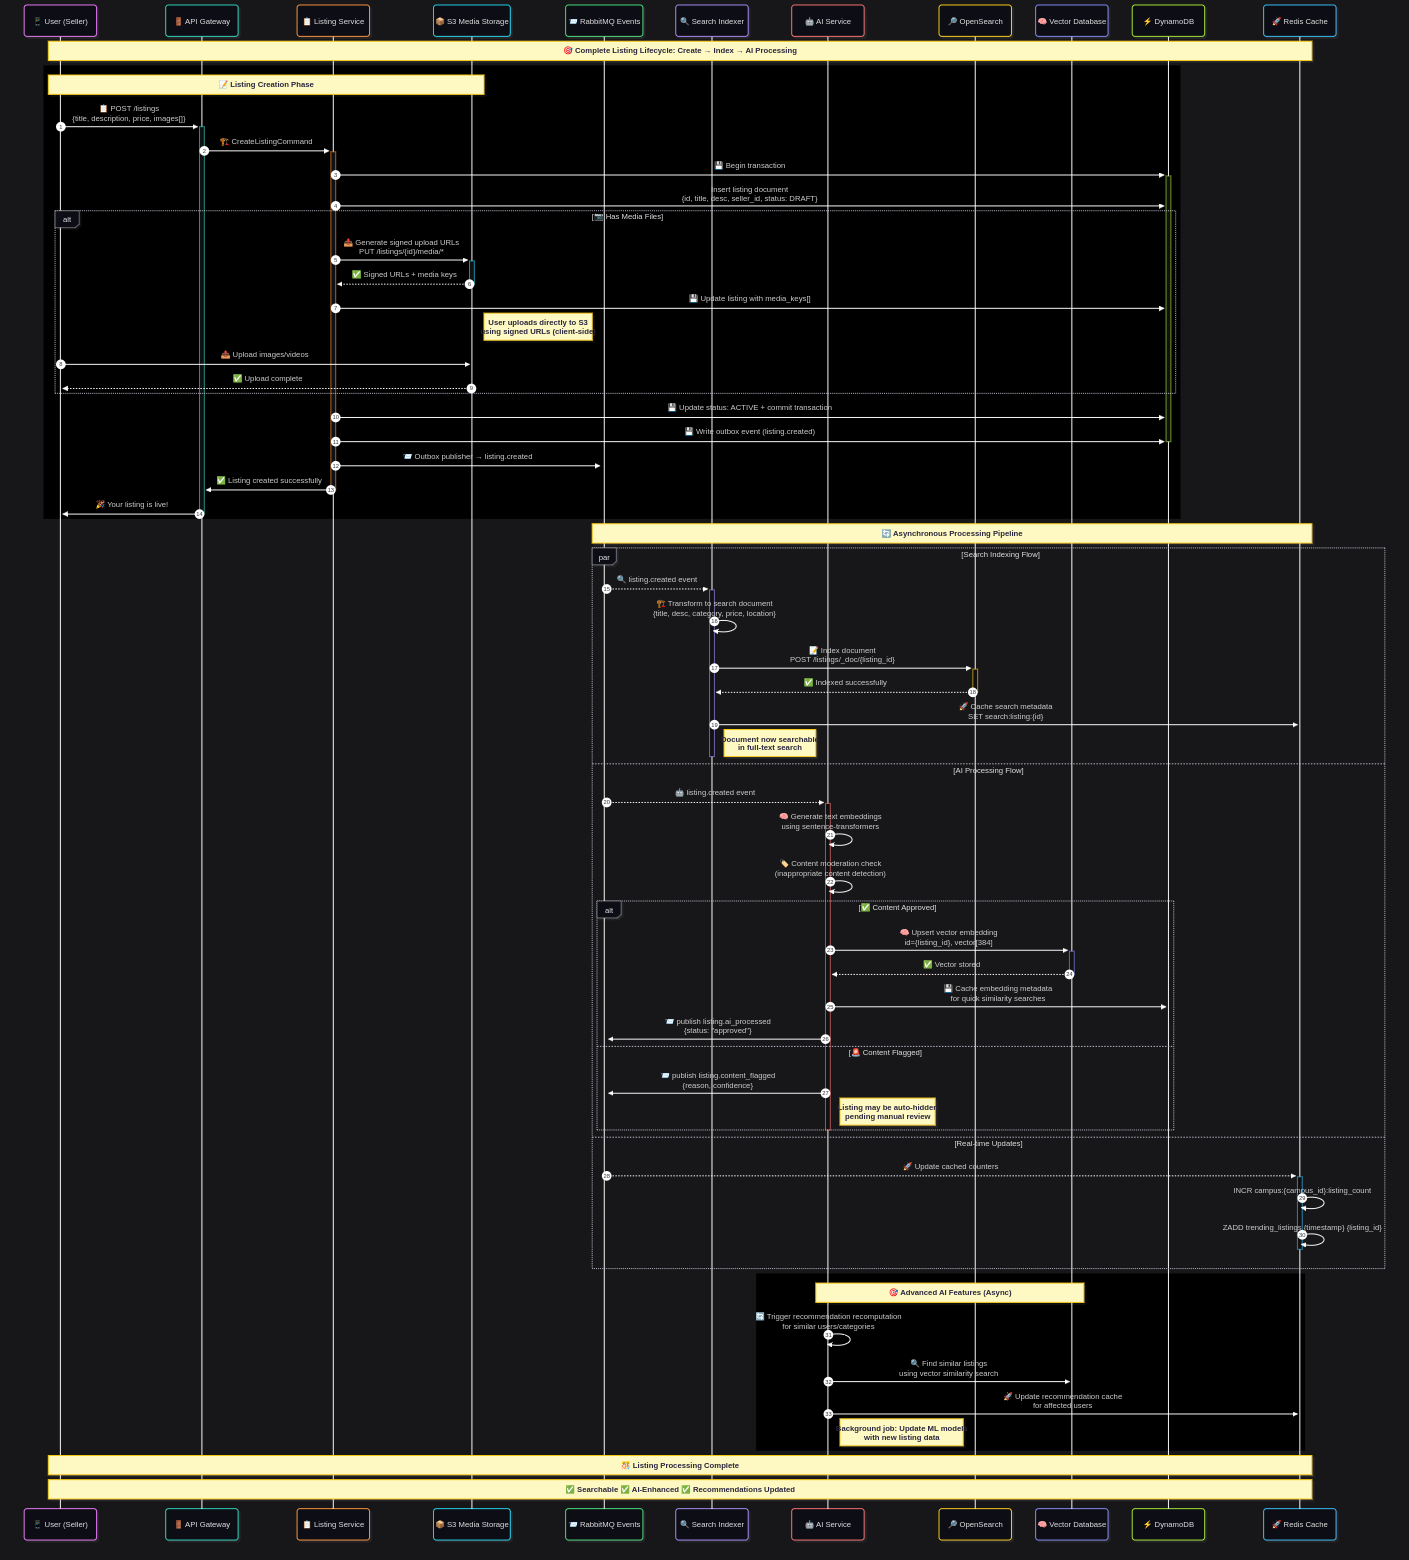 📱 User (Seller)
🚪 API Gateway
📋 Listing Service
📦 S3 Media Storage
📨 RabbitMQ Events
🔍 Search Indexer
🤖 AI Service
🔎 OpenSearch
🧠 Vector Database
⚡ DynamoDB
🚀 Redis Cache
🎯 Complete Listing Lifecycle: Create → Index → AI Processing
📝 Listing Creation Phase
📋 POST /listings
{title, description, price, images[]}
1
🏗️ CreateListingCommand
2
💾 Begin transaction
3
Insert listing document
{id, title, desc, seller_id, status: DRAFT}
4
alt
[📷 Has Media Files]
📤 Generate signed upload URLs
PUT /listings/{id}/media/*
5
✅ Signed URLs + media keys
6
💾 Update listing with media_keys[]
7
User uploads directly to S3
using signed URLs (client-side)
📤 Upload images/videos
8
✅ Upload complete
9
💾 Update status: ACTIVE + commit transaction
10
💾 Write outbox event (listing.created)
11
📨 Outbox publisher → listing.created
12
✅ Listing created successfully
13
🎉 Your listing is live!
14
🔄 Asynchronous Processing Pipeline
par
[Search Indexing Flow]
🔍 listing.created event
15
🏗️ Transform to search document
{title, desc, category, price, location}
16
📝 Index document
POST /listings/_doc/{listing_id}
17
✅ Indexed successfully
18
🚀 Cache search metadata
SET search:listing:{id}
19
Document now searchable
in full-text search
[AI Processing Flow]
🤖 listing.created event
20
🧠 Generate text embeddings
using sentence-transformers
21
🏷️ Content moderation check
(inappropriate content detection)
22
alt
[✅ Content Approved]
🧠 Upsert vector embedding
id={listing_id}, vector[384]
23
✅ Vector stored
24
💾 Cache embedding metadata
for quick similarity searches
25
📨 publish listing.ai_processed
{status: "approved"}
26
[🚨 Content Flagged]
📨 publish listing.content_flagged
{reason, confidence}
27
Listing may be auto-hidden
pending manual review
[Real-time Updates]
🚀 Update cached counters
28
INCR campus:{campus_id}:listing_count
29
ZADD trending_listings {timestamp} {listing_id}
30
🎯 Advanced AI Features (Async)
🔄 Trigger recommendation recomputation
for similar users/categories
31
🔍 Find similar listings
using vector similarity search
32
🚀 Update recommendation cache
for affected users
33
Background job: Update ML models
with new listing data
🎊 Listing Processing Complete
✅ Searchable ✅ AI-Enhanced ✅ Recommendations Updated
📱 User (Seller)
🚪 API Gateway
📋 Listing Service
📦 S3 Media Storage
📨 RabbitMQ Events
🔍 Search Indexer
🤖 AI Service
🔎 OpenSearch
🧠 Vector Database
⚡ DynamoDB
🚀 Redis Cache